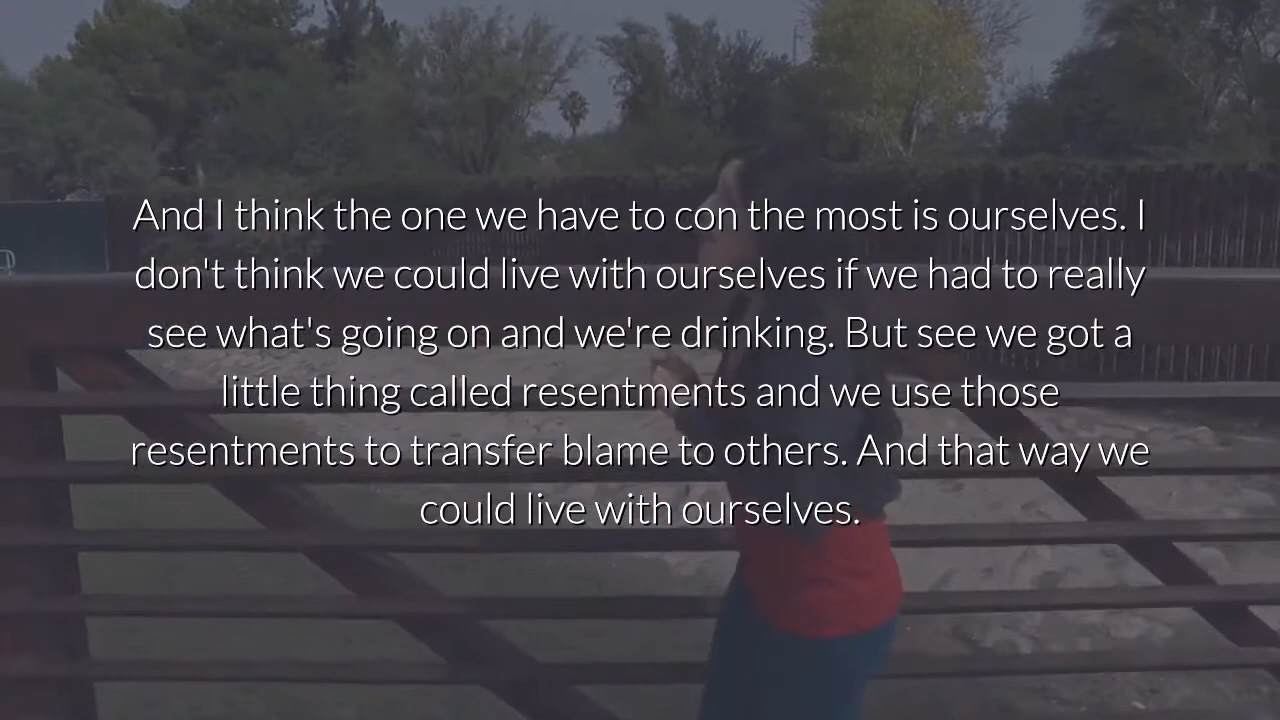 And I think the one we have to con the most is ourselves. I
don't think we could live with ourselves if we had to really
see what's going on and we're drinking. But see we got a
little thing called resentments and we use those
resentments to transfer blame to others. And that way we
could live with ourselves.